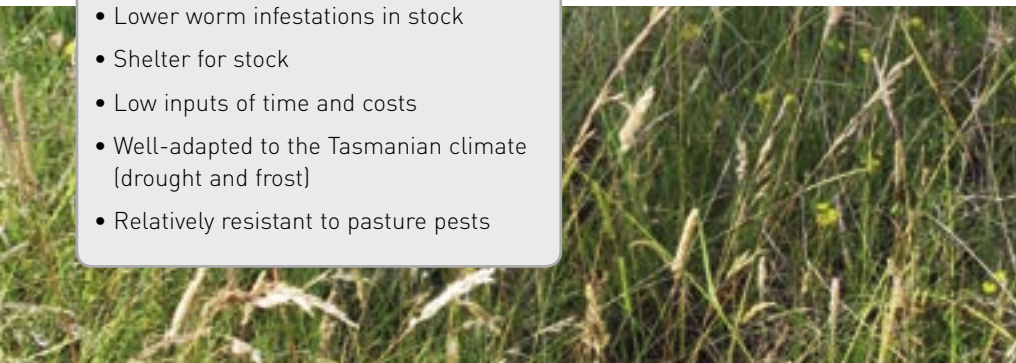 • Lower worm infestations in stock
• Shelter for stock
• Low inputs of time and costs
• Well-adapted to the Tasmanian climate
(drought and frost)
• Relatively resistant to pasture pests